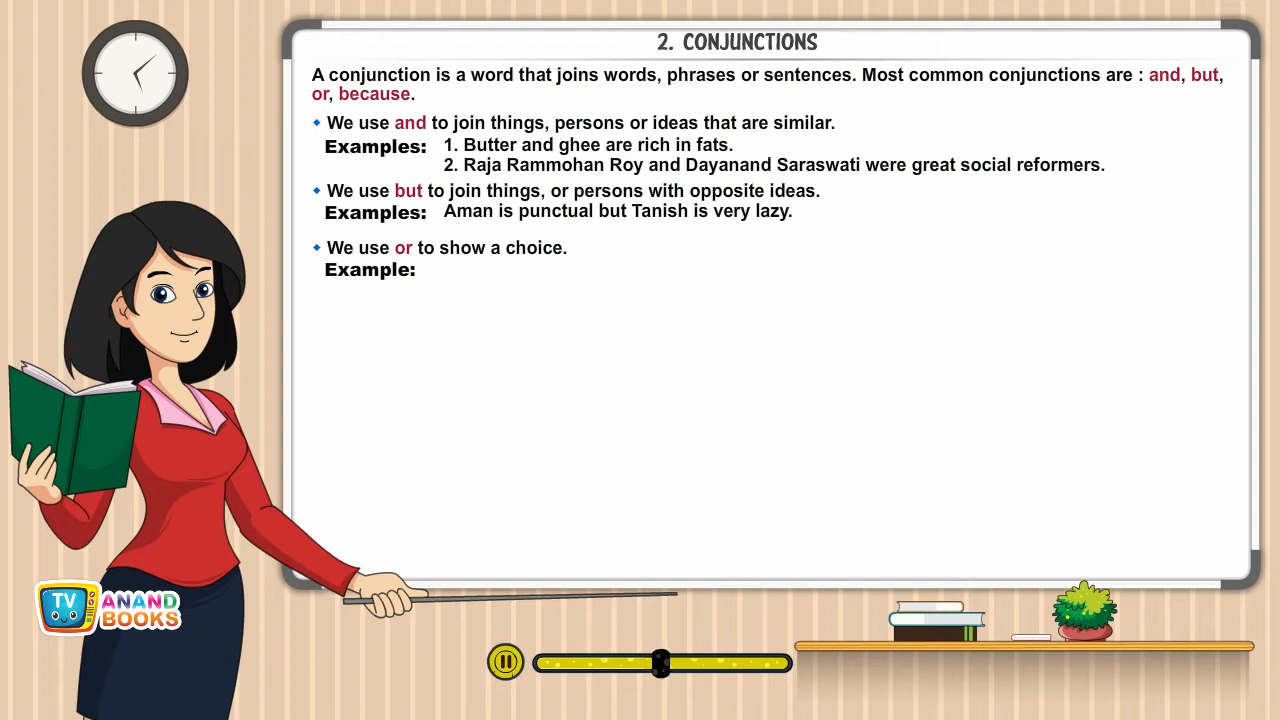 2. CONJUNCTIONS
A conjunction is a word that joins words, phrases or sentences. Most common conjunctions are : and, but,
or, because.
We use and to join things, persons or ideas that are similar.
Examples: 1. Butter and ghee are rich in fats.
2. Raja Rammohan Roy and Dayanand Saraswati were great social reformers.
We use but to join things, or persons with opposite ideas.
Examples: Aman is punctual but Tanish is very lazy.
We use or to show a choice.
Example:
TV ANAND
BOOKS